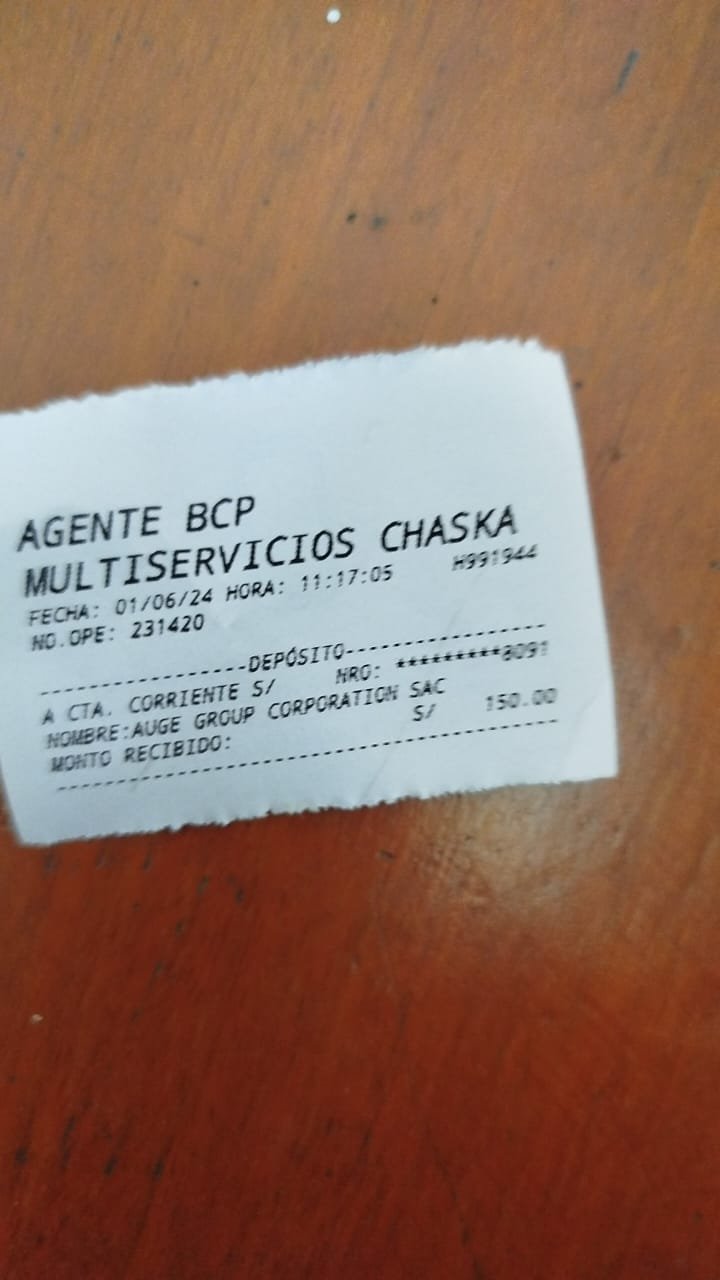 AGENTE BCP
MULTISERVICIOS CHASKA
FECHA: 01/06/24 HORA: 11:17:05 H991944
NO.OPE: 231420
-----------------DEPÓSITO-----------------
A CTA. CORRIENTE S/ NRO: *********8091
NOMBRE:AUGE GROUP CORPORATION SAC
MONTO RECIBIDO: S/ 150.00
------------------------------------------